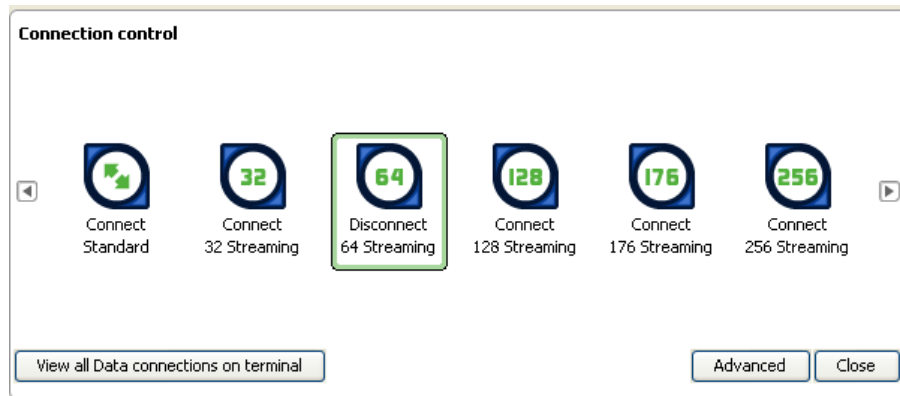 Connection control
32
64
128
176
256
Connect
Standard
Connect
32 Streaming
Disconnect
64 Streaming
Connect
128 Streaming
Connect
176 Streaming
Connect
256 Streaming
View all Data connections on terminal
Advanced
Close